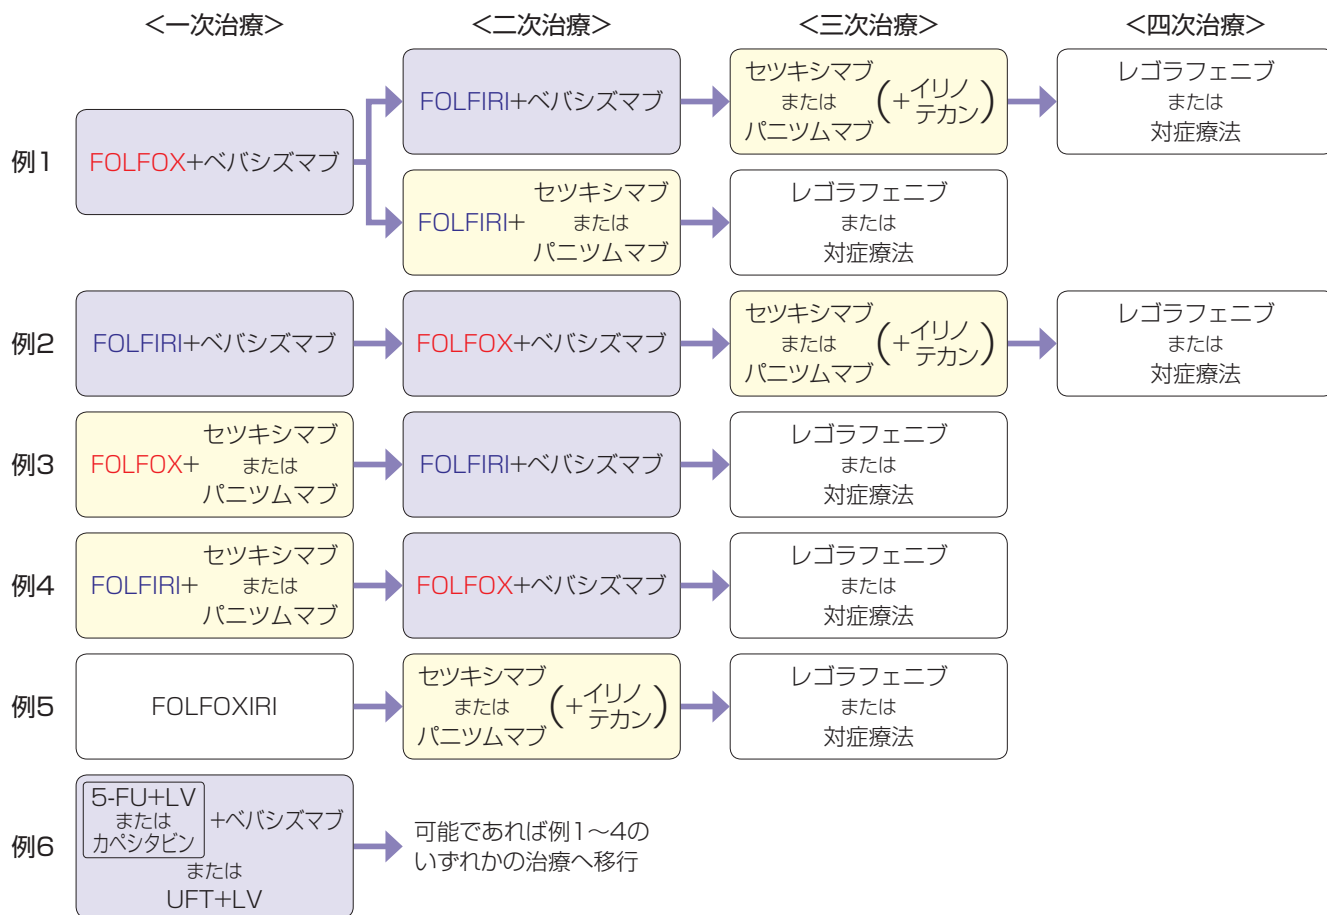 ＜一次治療＞ ＜二次治療＞ ＜三次治療＞ ＜四次治療＞
例1
FOLFOX+ベバシズマブ
FOLFIRI+ベバシズマブ
セツキシマブ
または
パニツムマブ
(+イリノ
テカン)
レゴラフェニブ
または
対症療法
FOLFIRI+
セツキシマブ
または
パニツムマブ
レゴラフェニブ
または
対症療法
例2
FOLFIRI+ベバシズマブ
FOLFOX+ベバシズマブ
セツキシマブ
または
パニツムマブ
(+イリノ
テカン)
レゴラフェニブ
または
対症療法
例3
FOLFOX+
セツキシマブ
または
パニツムマブ
FOLFIRI+ベバシズマブ
レゴラフェニブ
または
対症療法
例4
FOLFIRI+
セツキシマブ
または
パニツムマブ
FOLFOX+ベバシズマブ
レゴラフェニブ
または
対症療法
例5
FOLFOXIRI
セツキシマブ
または
パニツムマブ
(+イリノ
テカン)
レゴラフェニブ
または
対症療法
例6
5-FU+LV
または
カペシタビン
+ベバシズマブ
または
UFT+LV
可能であれば例1～4の
いずれかの治療へ移行